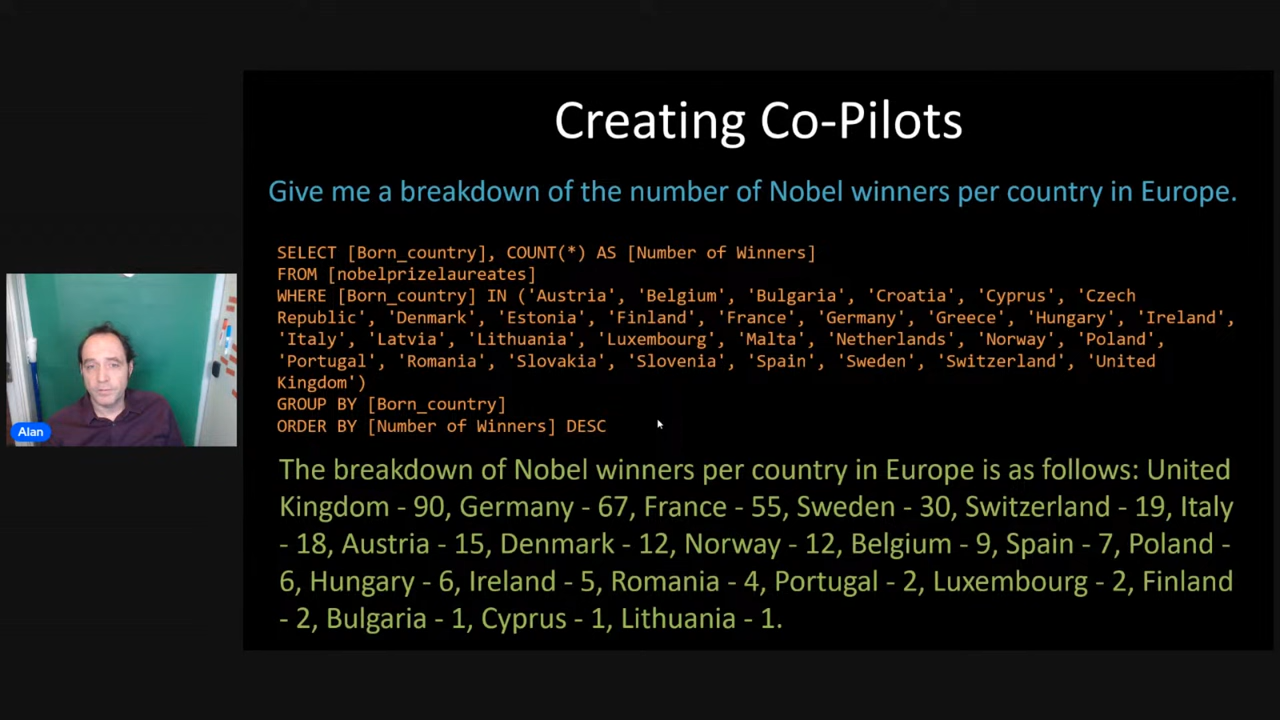 Creating Co-Pilots
Give me a breakdown of the number of Nobel winners per country in Europe.
SELECT [Born_country], COUNT(*) AS [Number of Winners]
FROM [nobelprizelaureates]
WHERE [Born_country] IN ('Austria', 'Belgium', 'Bulgaria', 'Croatia', 'Cyprus', 'Czech
Republic', 'Denmark', 'Estonia', 'Finland', 'France', 'Germany', 'Greece', 'Hungary', 'Ireland',
'Italy', 'Latvia', 'Lithuania', 'Luxembourg', 'Malta', 'Netherlands', 'Norway', 'Poland',
'Portugal', 'Romania', 'Slovakia', 'Slovenia', 'Spain', 'Sweden', 'Switzerland', 'United
Kingdom')
GROUP BY [Born_country]
ORDER BY [Number of Winners] DESC
The breakdown of Nobel winners per country in Europe is as follows: United
Kingdom - 90, Germany - 67, France - 55, Sweden - 30, Switzerland - 19, Italy
- 18, Austria - 15, Denmark - 12, Norway - 12, Belgium - 9, Spain - 7, Poland -
6, Hungary - 6, Ireland - 5, Romania - 4, Portugal - 2, Luxembourg - 2, Finland
- 2, Bulgaria - 1, Cyprus - 1, Lithuania - 1.
Alan